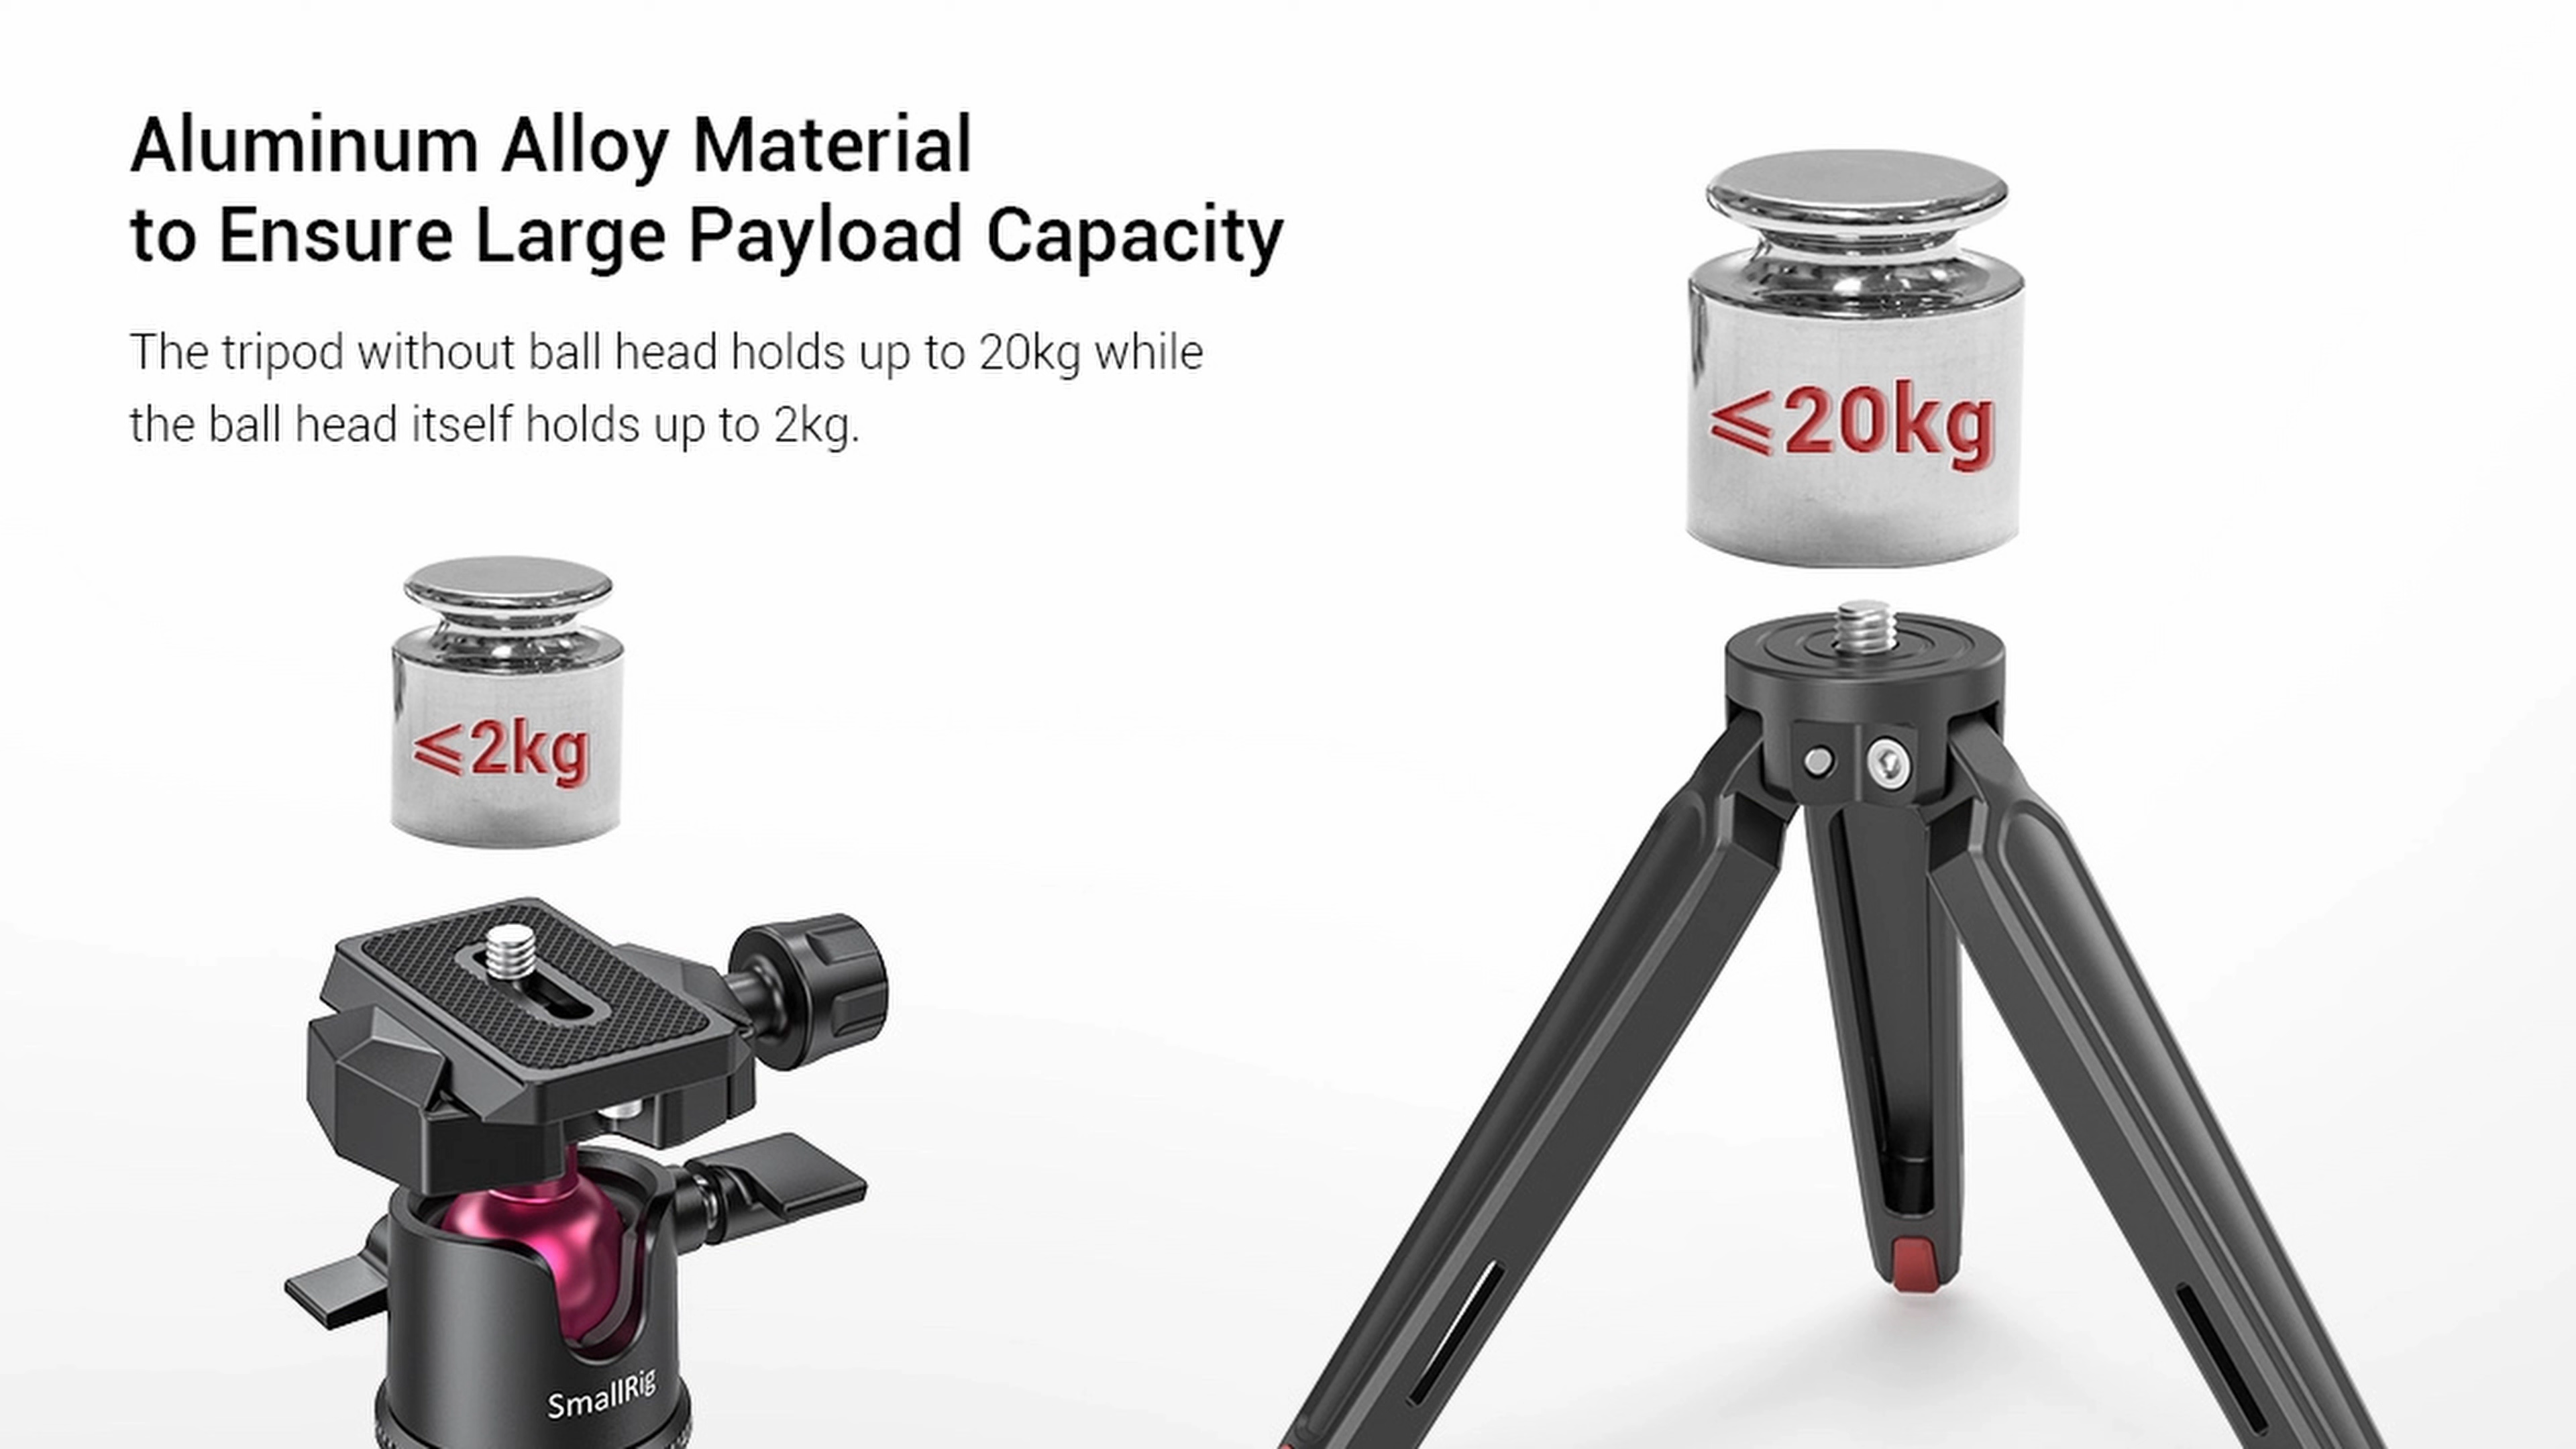 Aluminum Alloy Material
to Ensure Large Payload Capacity
The tripod without ball head holds up to 20kg while
the ball head itself holds up to 2kg.
⩽20kg
⩽2kg
SmallRig